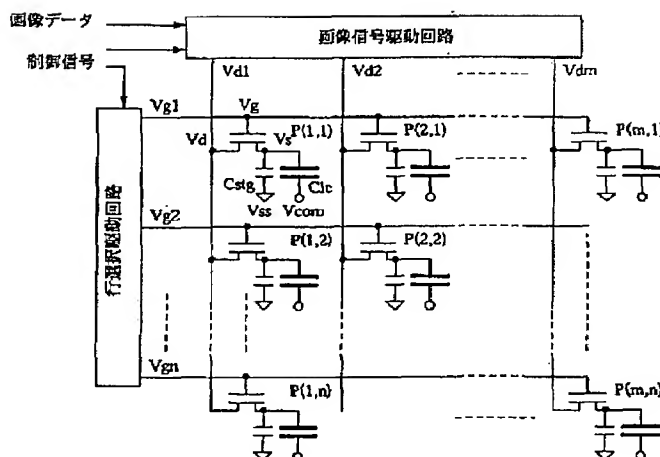 画像データ
画像信号駆動回路
制御信号
Vd1
Vd2
Vdm
Vg1
Vg
Vd
Vs
P(1,1)
P(2,1)
P(m,1)
Cstg
Clc
Vss
Vcom
Vg2
P(1,2)
P(2,2)
行選択駆動回路
Vgn
P(1,n)
P(m,n)